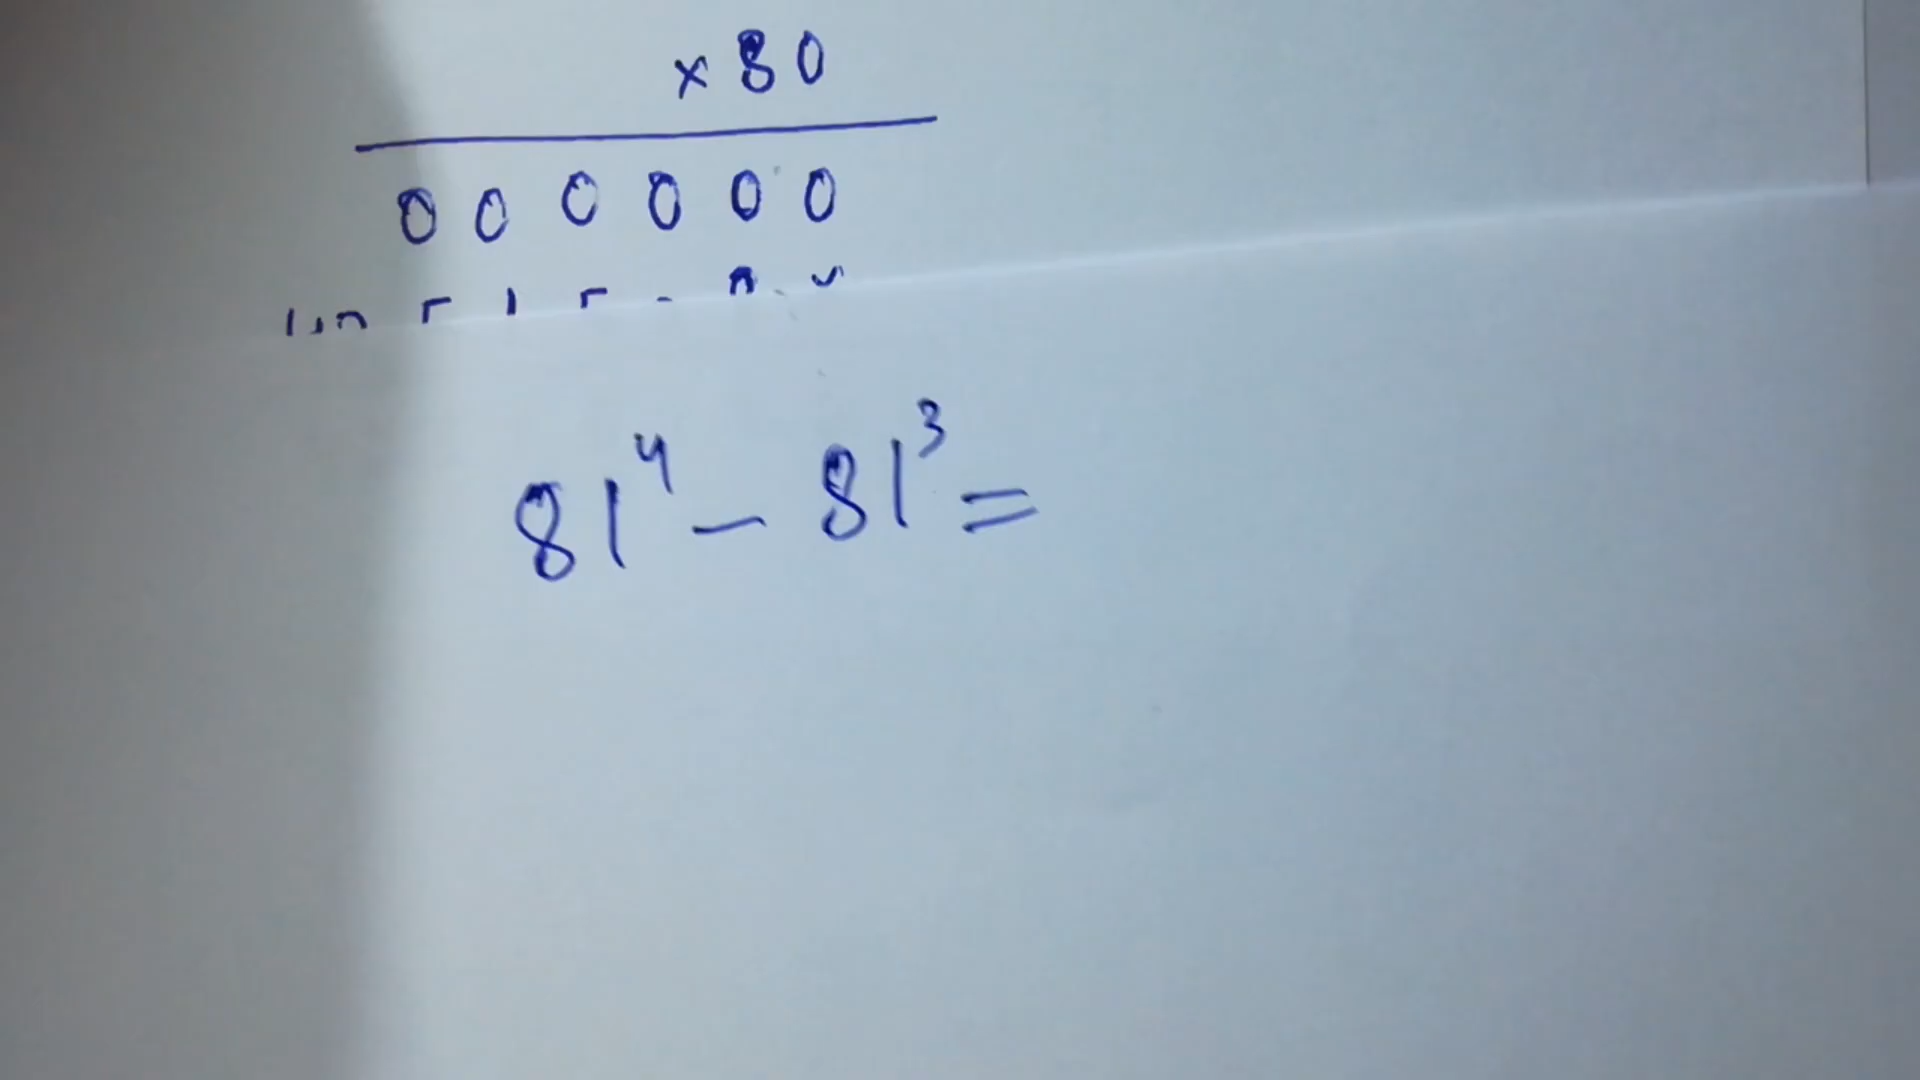 ×80
000000
81⁴ - 81³ =